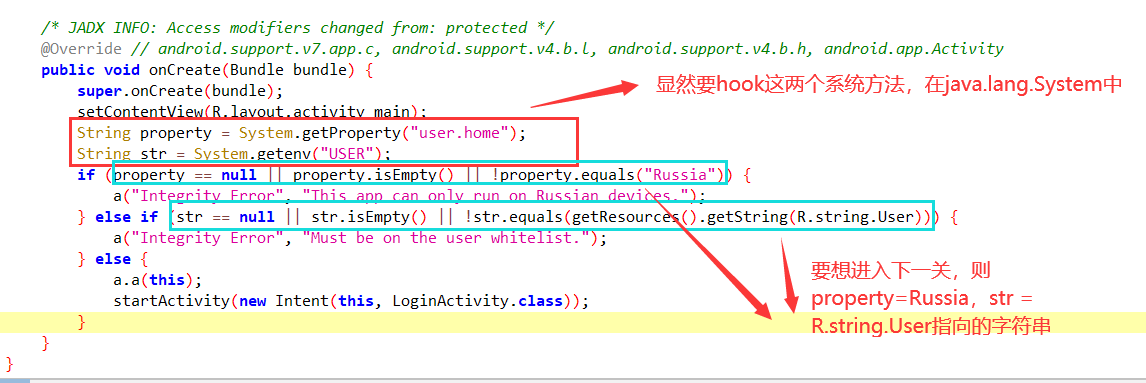 /* JADX INFO: Access modifiers changed from: protected */
@Override // android.support.v7.app.c, android.support.v4.b.l, android.support.v4.b.h, android.app.Activity
public void onCreate(Bundle bundle) {
super.onCreate(bundle);
显然要hook这两个系统方法，在java.lang.System中
setContentView(R.layout.activity_main);
String property = System.getProperty("user.home");
String str = System.getenv("USER");
if (property == null || property.isEmpty() || !property.equals("Russia")) {
a("Integrity Error", "This app can only run on Russian devices.");
} else if (str == null || str.isEmpty() || !str.equals(getResources().getString(R.string.User))) {
a("Integrity Error", "Must be on the user whitelist.");
} else {
a.a(this);
startActivity(new Intent(this, LoginActivity.class));
}
}
}
要想进入下一关，则
property=Russia，str =
R.string.User指向的字符串